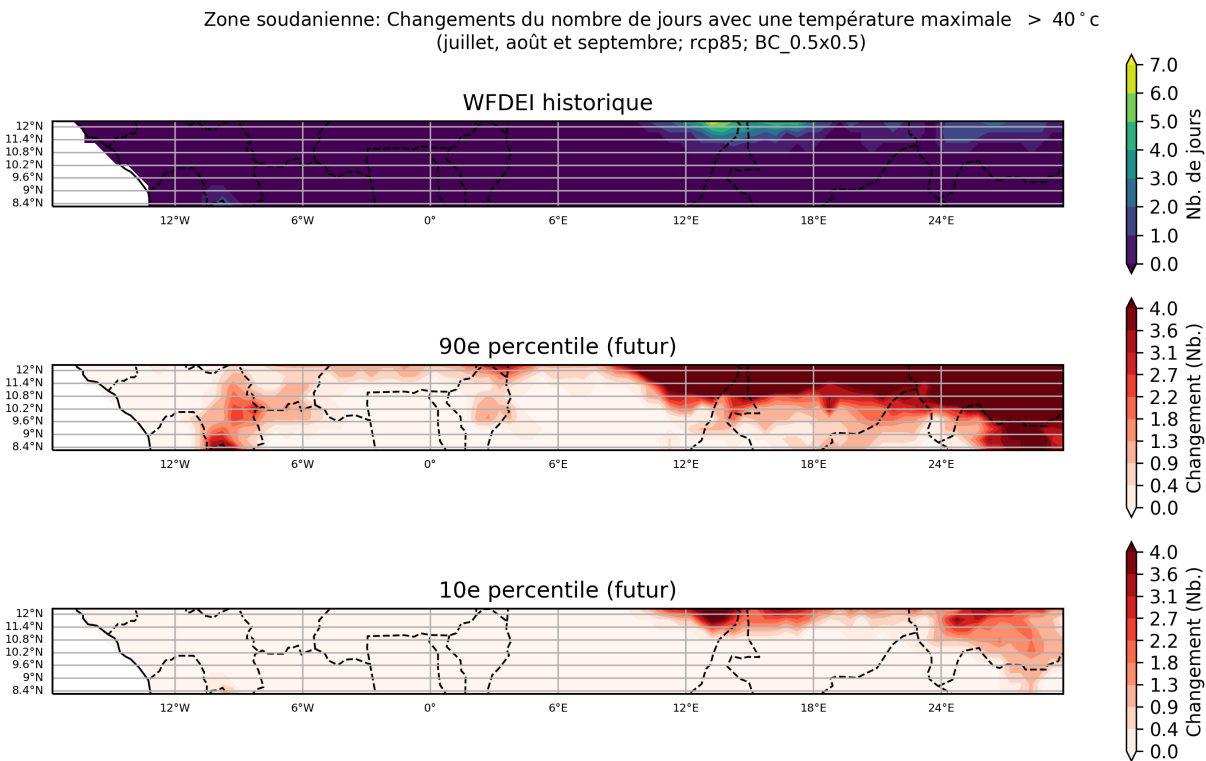 Zone soudanienne: Changements du nombre de jours avec une température maximale > 40°c
(juillet, août et septembre; rcp85; BC_0.5x0.5)
WFDEI historique
12°N
11.4°N
10.8°N
10.2°N
9.6°N
9°N
8.4°N
12°W 6°W 0° 6°E 12°E 18°E 24°E
7.0
6.0
5.0
4.0
3.0
2.0
1.0
0.0
Nb. de jours
90e percentile (futur)
12°N
11.4°N
10.8°N
10.2°N
9.6°N
9°N
8.4°N
12°W 6°W 0° 6°E 12°E 18°E 24°E
4.0
3.6
3.1
2.7
2.2
1.8
1.3
0.9
0.4
0.0
Changement (Nb.)
10e percentile (futur)
12°N
11.4°N
10.8°N
10.2°N
9.6°N
9°N
8.4°N
12°W 6°W 0° 6°E 12°E 18°E 24°E
4.0
3.6
3.1
2.7
2.2
1.8
1.3
0.9
0.4
0.0
Changement (Nb.)